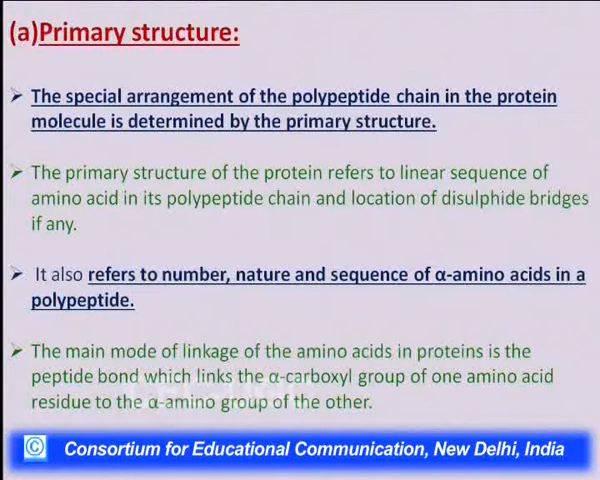 (a)Primary structure:
➢ The special arrangement of the polypeptide chain in the protein
molecule is determined by the primary structure.
➢ The primary structure of the protein refers to linear sequence of
amino acid in its polypeptide chain and location of disulphide bridges
if any.
➢ It also refers to number, nature and sequence of α-amino acids in a
polypeptide.
➢ The main mode of linkage of the amino acids in proteins is the
peptide bond which links the α-carboxyl group of one amino acid
residue to the α-amino group of the other.
© Consortium for Educational Communication, New Delhi, India